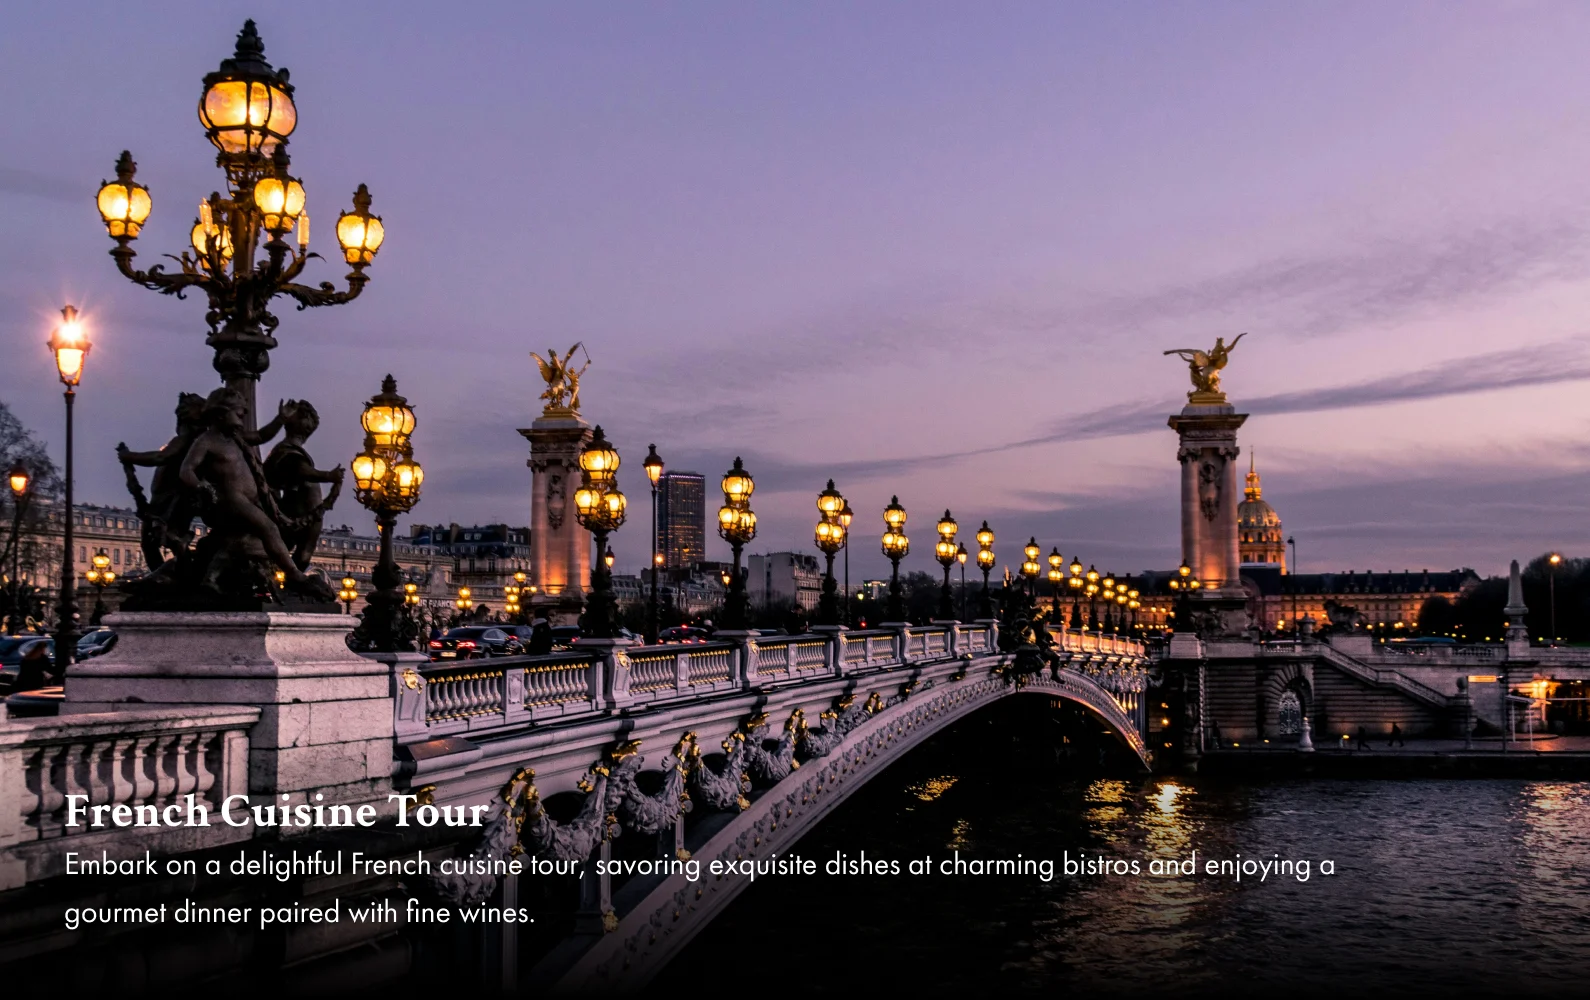 French Cuisine Tour
Embark on a delightful French cuisine tour, savoring exquisite dishes at charming bistros and enjoying a
gourmet dinner paired with fine wines.